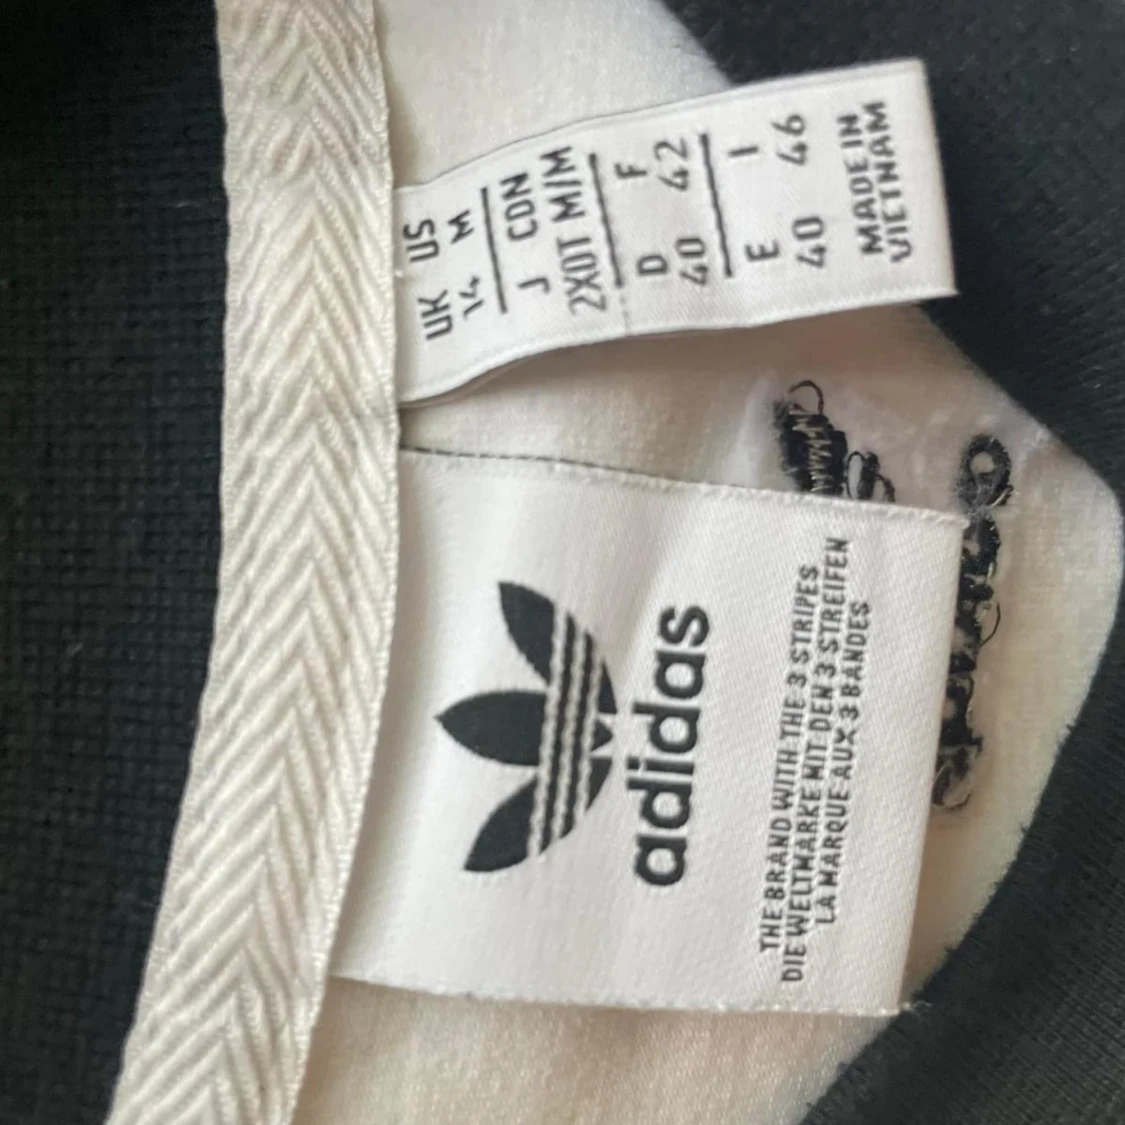 UK US
14 M
J CDN
2XOT M/M
D F
40 42
E I
40 46
MADE IN
VIETNAM
adidas
THE BRAND WITH THE 3 STRIPES
DIE WELTMARKE MIT DEN 3 STREIFEN
LA MARQUE AUX 3 BANDES